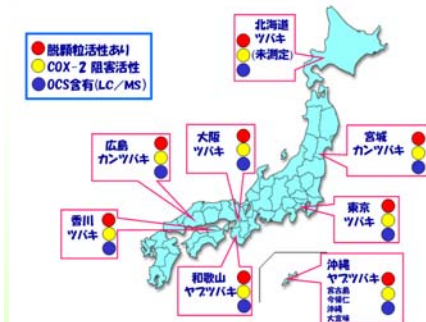 脱顆粒活性あり
COX-2 阻害活性
OCS含有(LC/MS)
北海道
ツバキ
(未測定)
広島
カンツバキ
大阪
ツバキ
宮城
カンツバキ
香川
ツバキ
東京
ツバキ
和歌山
ヤブツバキ
沖縄
ヤブツバキ
宮古島
今帰仁
沖縄
大宜味